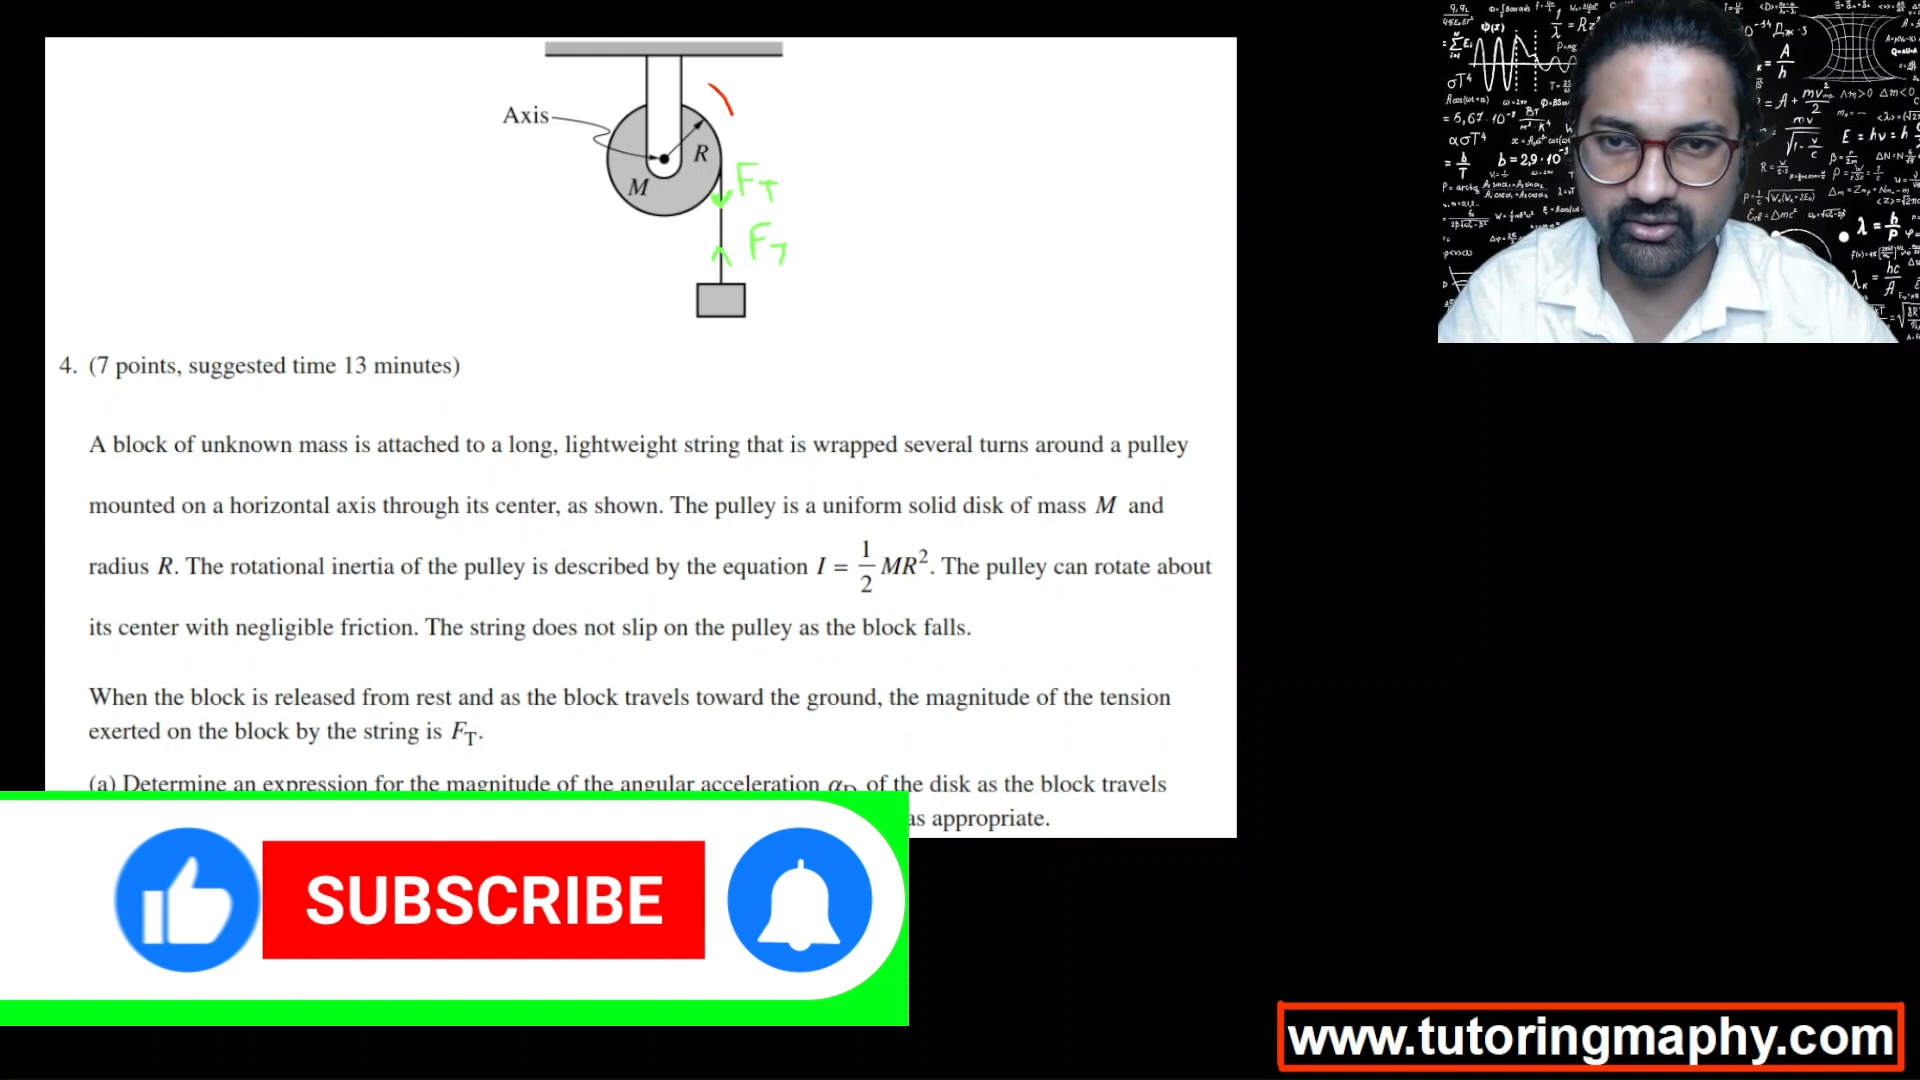 Axis
R
M
F_T
F_T
4. (7 points, suggested time 13 minutes)
A block of unknown mass is attached to a long, lightweight string that is wrapped several turns around a pulley
mounted on a horizontal axis through its center, as shown. The pulley is a uniform solid disk of mass M and
radius R. The rotational inertia of the pulley is described by the equation I = 1/2 MR². The pulley can rotate about
its center with negligible friction. The string does not slip on the pulley as the block falls.
When the block is released from rest and as the block travels toward the ground, the magnitude of the tension
exerted on the block by the string is F_T.
(a) Determine an expression for the magnitude of the angular acceleration α_D of the disk as the block travels
as appropriate.
SUBSCRIBE
www.tutoringmaphy.com